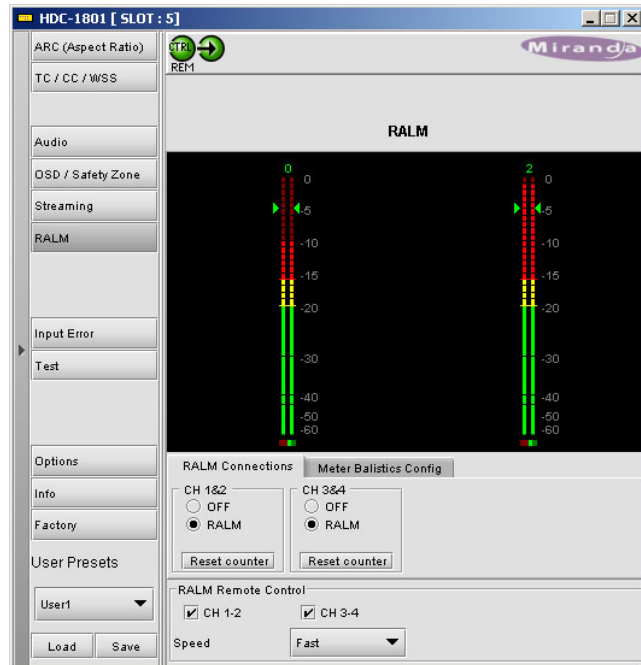 HDC-1801 [ SLOT : 5]
ARC (Aspect Ratio)
TC / CC / WSS
Audio
OSD / Safety Zone
Streaming
RALM
Input Error
Test
Options
Info
Factory
User Presets
User1
Load Save
CTRL
REM
Miranda
RALM
0
0
-5
-10
-15
-20
-30
-40
-50
-60
2
0
-5
-10
-15
-20
-30
-40
-50
-60
RALM Connections Meter Balistics Config
CH 1&2
OFF
RALM
Reset counter
CH 3&4
OFF
RALM
Reset counter
RALM Remote Control
CH 1-2 CH 3-4
Speed Fast